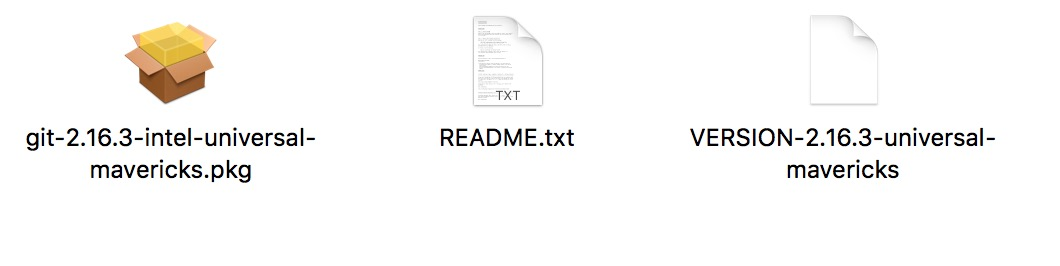 TXT
git-2.16.3-intel-universal-
mavericks.pkg
README.txt
VERSION-2.16.3-universal-
mavericks